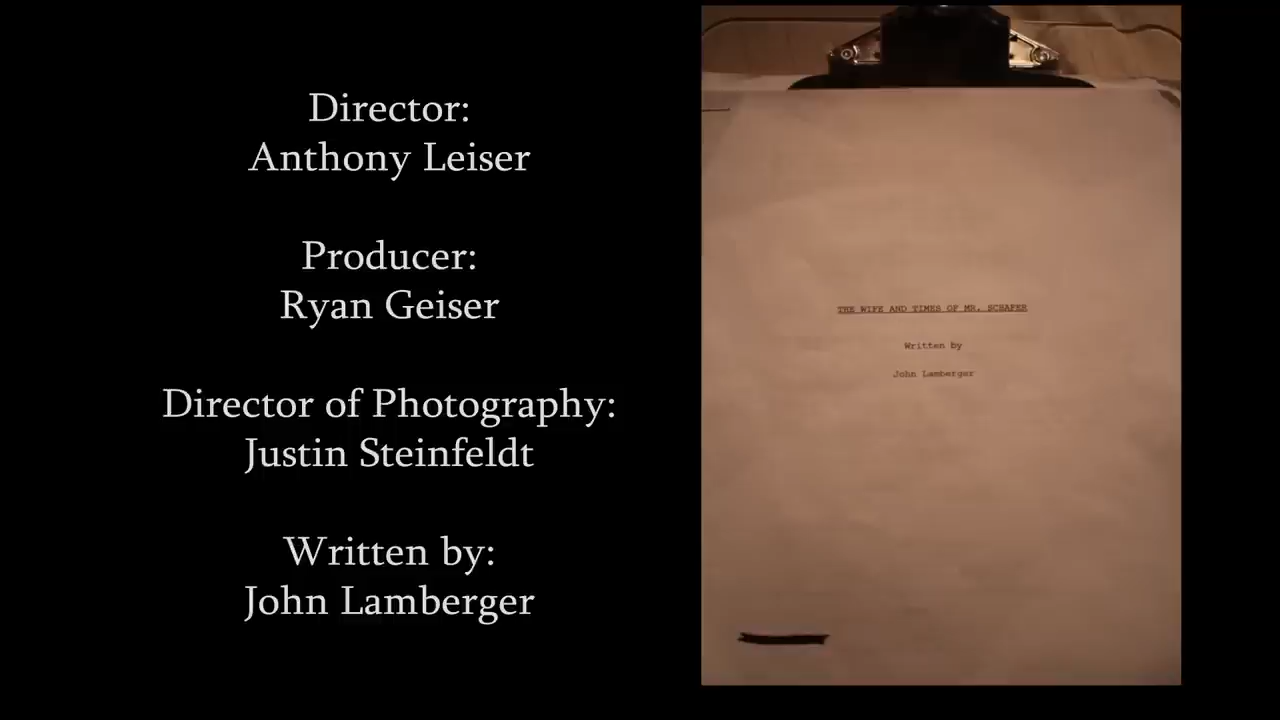 Director:
Anthony Leiser
Producer:
Ryan Geiser
Director of Photography:
Justin Steinfeldt
Written by:
John Lamberger
THE WIFE AND TIMES OF MR. SCHAFER
Written by
John Lamberger